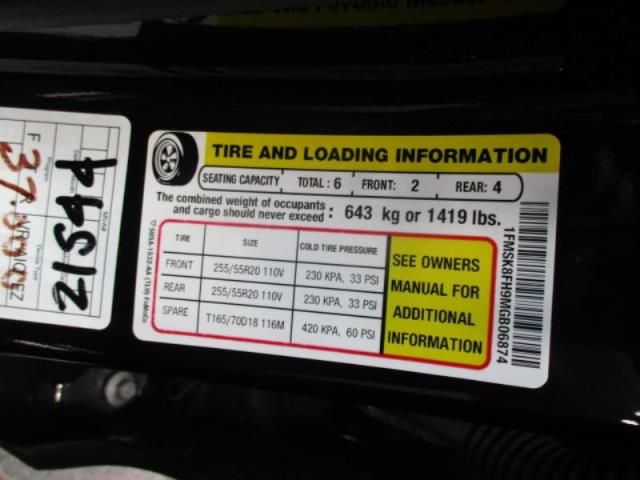 TIRE AND LOADING INFORMATION
SEATING CAPACITY TOTAL : 6 FRONT: 2 REAR: 4
The combined weight of occupants
and cargo should never exceed : 643 kg or 1419 lbs.
TIRE SIZE COLD TIRE PRESSURE
FRONT 255/55R20 110V 230 KPA, 33 PSI
REAR 255/55R20 110V 230 KPA, 33 PSI
SPARE T165/70D18 116M 420 KPA, 60 PSI
SEE OWNERS
MANUAL FOR
ADDITIONAL
INFORMATION
1FMSK8FH9MGB06874
21544